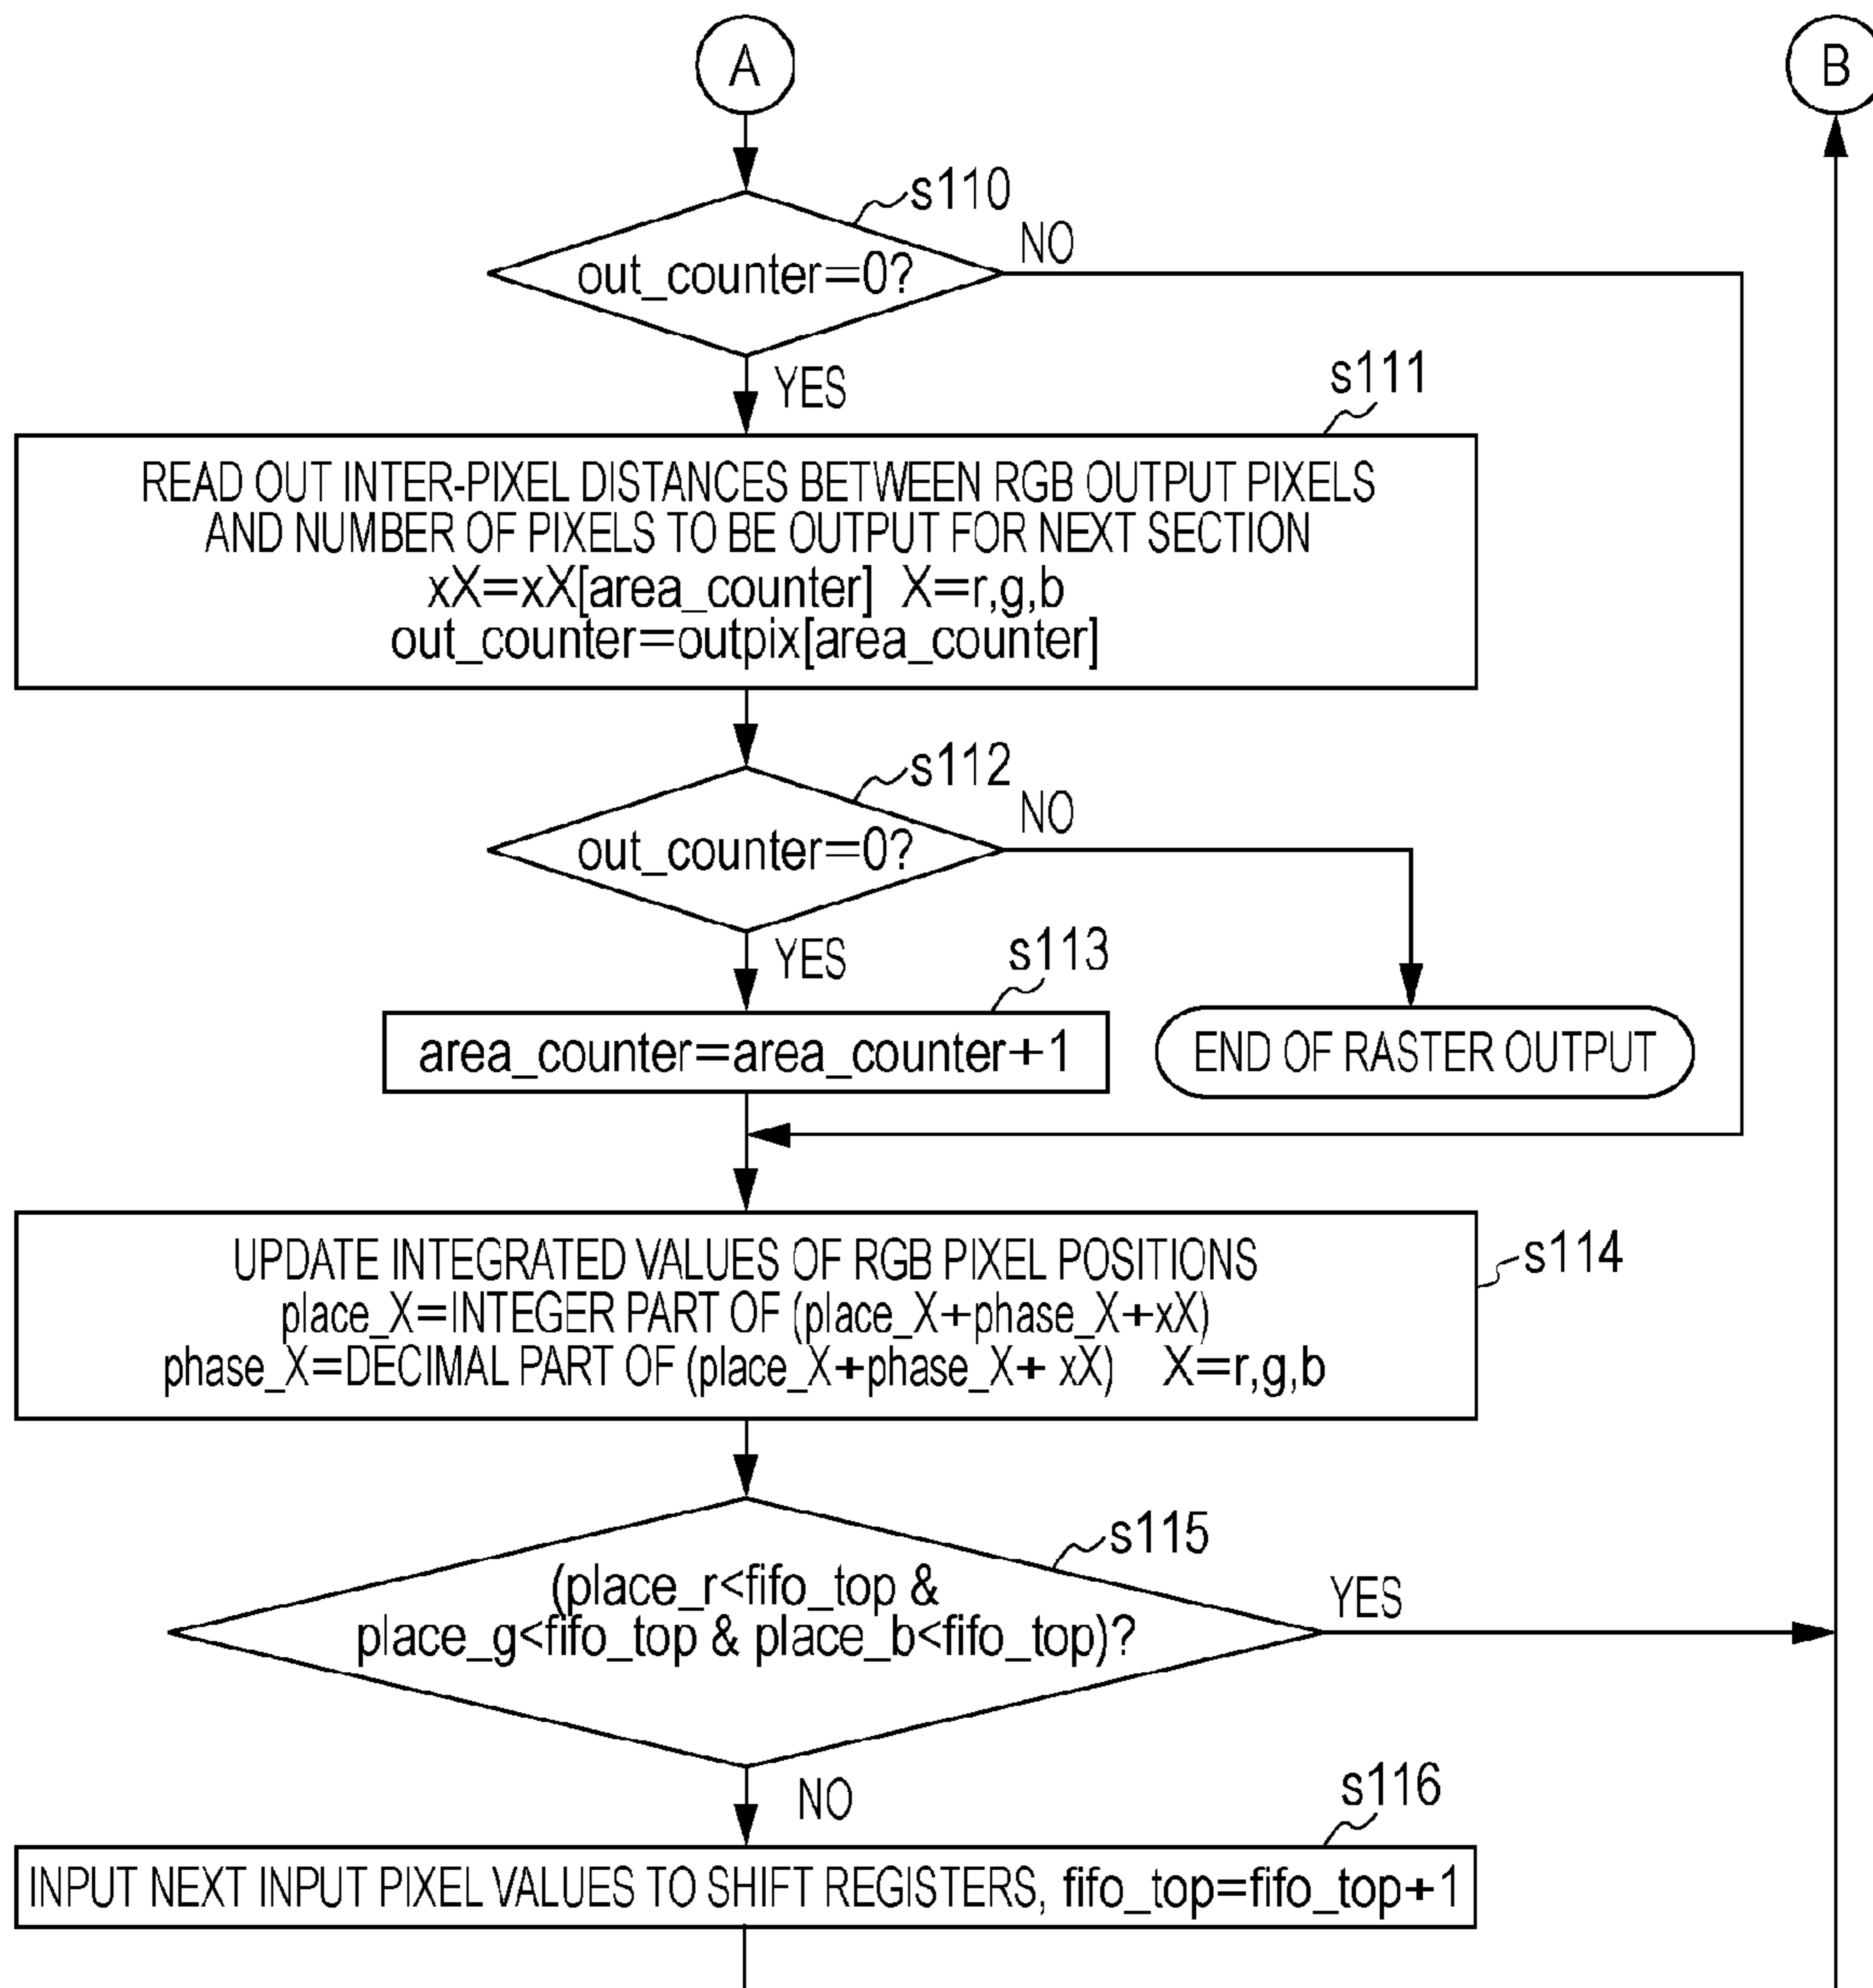 A
B
s110
out_counter=0?
NO
YES
s111
READ OUT INTER-PIXEL DISTANCES BETWEEN RGB OUTPUT PIXELS
AND NUMBER OF PIXELS TO BE OUTPUT FOR NEXT SECTION
xX=xX[area_counter] X=r,g,b
out_counter=outpix[area_counter]
s112
out_counter=0?
NO
YES
s113
area_counter=area_counter+1
END OF RASTER OUTPUT
s114
UPDATE INTEGRATED VALUES OF RGB PIXEL POSITIONS
place_X=INTEGER PART OF (place_X+phase_X+xX)
phase_X=DECIMAL PART OF (place_X+phase_X+ xX) X=r,g,b
s115
(place_r<fifo_top &
place_g<fifo_top & place_b<fifo_top)?
YES
NO
s116
INPUT NEXT INPUT PIXEL VALUES TO SHIFT REGISTERS, fifo_top=fifo_top+1